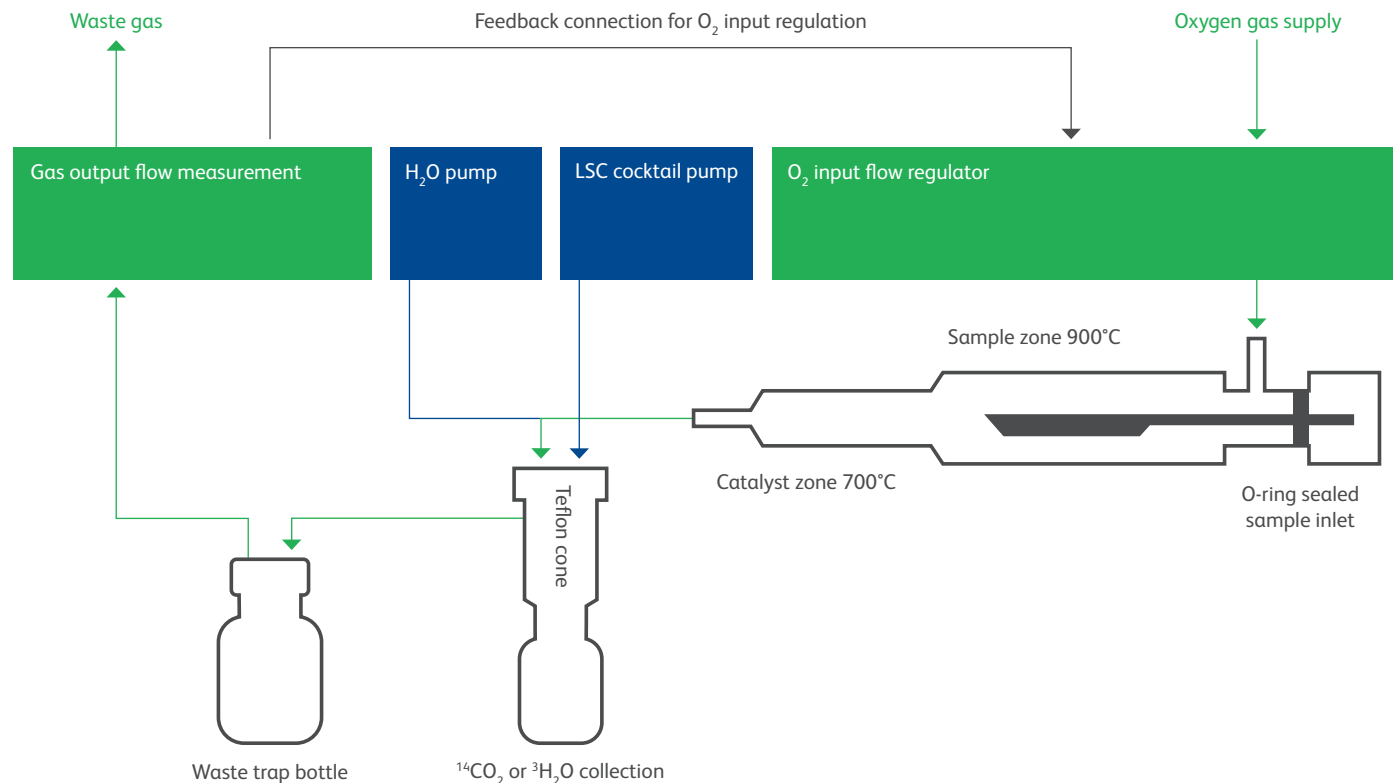 Waste gas
Feedback connection for O₂ input regulation
Oxygen gas supply
Gas output flow measurement
H₂O pump
LSC cocktail pump
O₂ input flow regulator
Sample zone 900°C
Catalyst zone 700°C
O-ring sealed
sample inlet
Teflon cone
Waste trap bottle
¹⁴CO₂ or ³H₂O collection